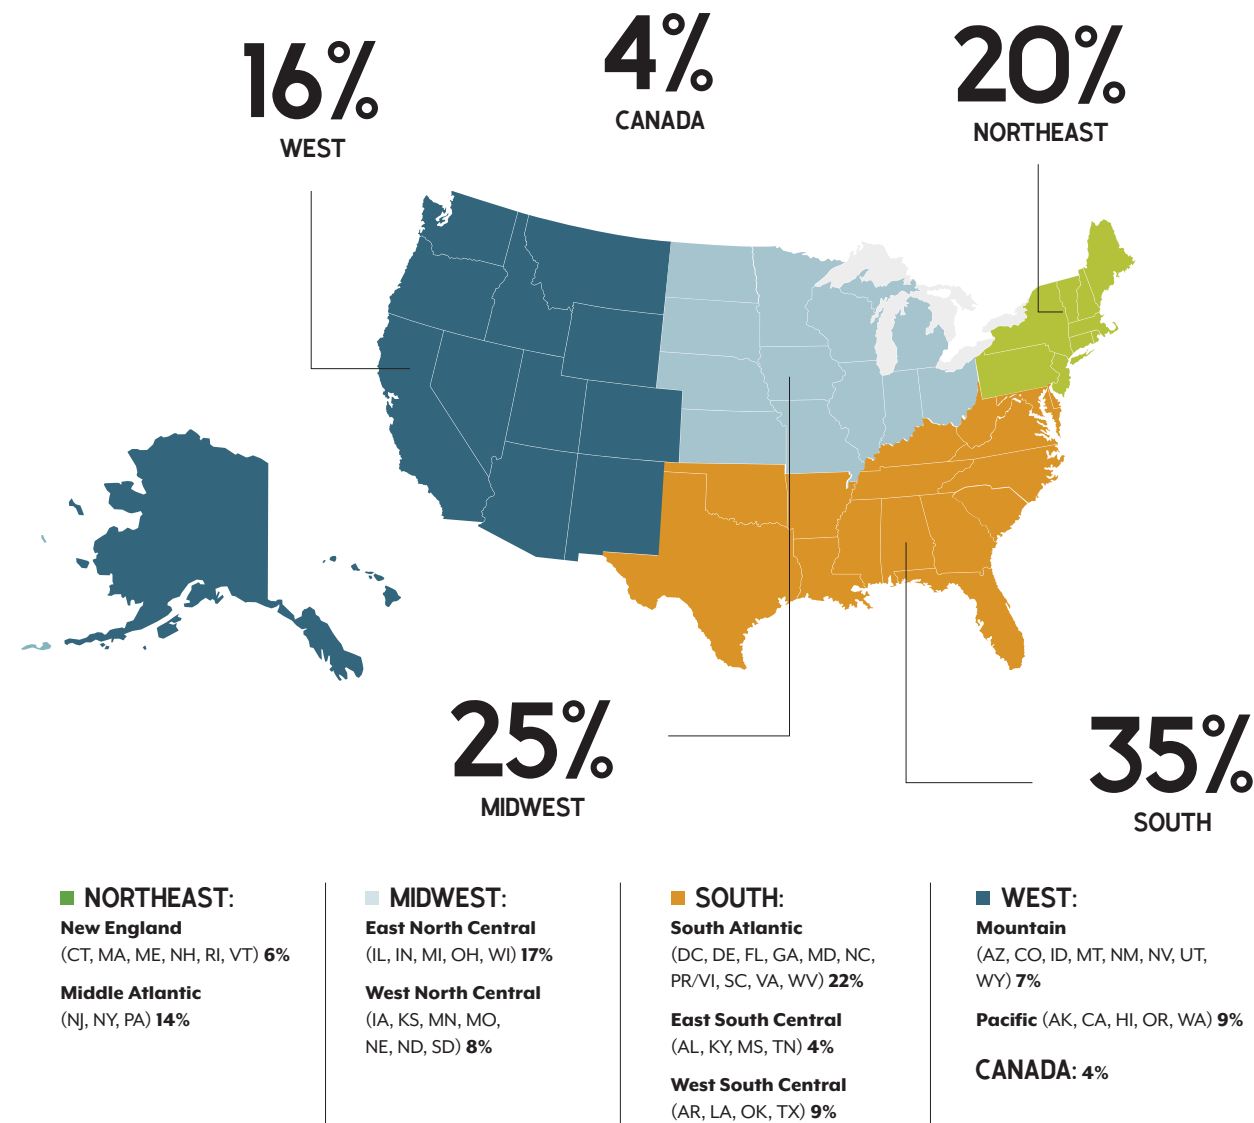 16%
WEST
4%
CANADA
20%
NORTHEAST
25%
MIDWEST
35%
SOUTH
NORTHEAST:
New England
(CT, MA, ME, NH, RI, VT) 6%
Middle Atlantic
(NJ, NY, PA) 14%
MIDWEST:
East North Central
(IL, IN, MI, OH, WI) 17%
West North Central
(IA, KS, MN, MO,
NE, ND, SD) 8%
SOUTH:
South Atlantic
(DC, DE, FL, GA, MD, NC,
PR/VI, SC, VA, WV) 22%
East South Central
(AL, KY, MS, TN) 4%
West South Central
(AR, LA, OK, TX) 9%
WEST:
Mountain
(AZ, CO, ID, MT, NM, NV, UT,
WY) 7%
Pacific (AK, CA, HI, OR, WA) 9%
CANADA: 4%